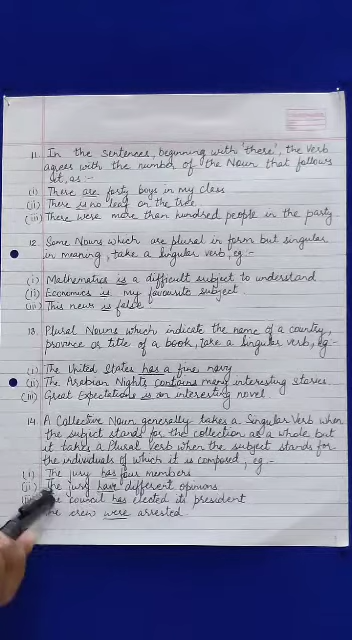 11. In the sentences, beginning with 'there', the verb
agrees with the number of the Noun that follows
it, as :-
(i) There are forty boys in my class
(ii) There is no leaf on the tree.
(iii) There were more than hundred people in the party.
12. Some Nouns which are plural in form but singular
in meaning, take a singular verb, eg:-
(i) Mathematics is a difficult subject to understand
(ii) Economics is my favourite subject
(iii) This news is false
13. Plural Nouns which indicate the name of a country,
province or title of a book, take a Singular verb, eg:-
(i) The United States has a fine navy
(ii) The Arabian Nights contains many interesting stories.
(iii) Great Expectations is an interesting novel
14. A Collective Noun generally takes a Singular Verb when
the subject stands for the collection as a whole but
it takes a Plural Verb when the subject stands for
the individuals of which it is composed, eg:-
(i) The jury has four members
(ii) The jury have different opinions
council has elected its president
crew were arrested